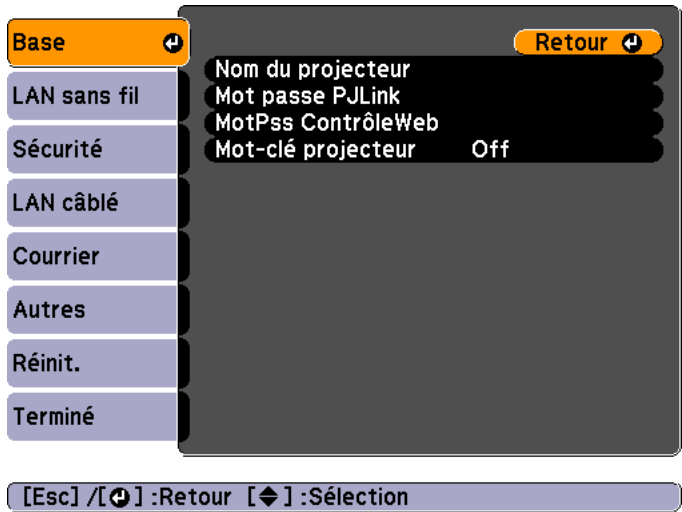 Base
LAN sans fil
Sécurité
LAN câblé
Courrier
Autres
Réinit.
Terminé
Retour
Nom du projecteur
Mot passe PJLink
MotPss ContrôleWeb
Mot-clé projecteur Off
[Esc] /[⏎] :Retour [◆] :Sélection